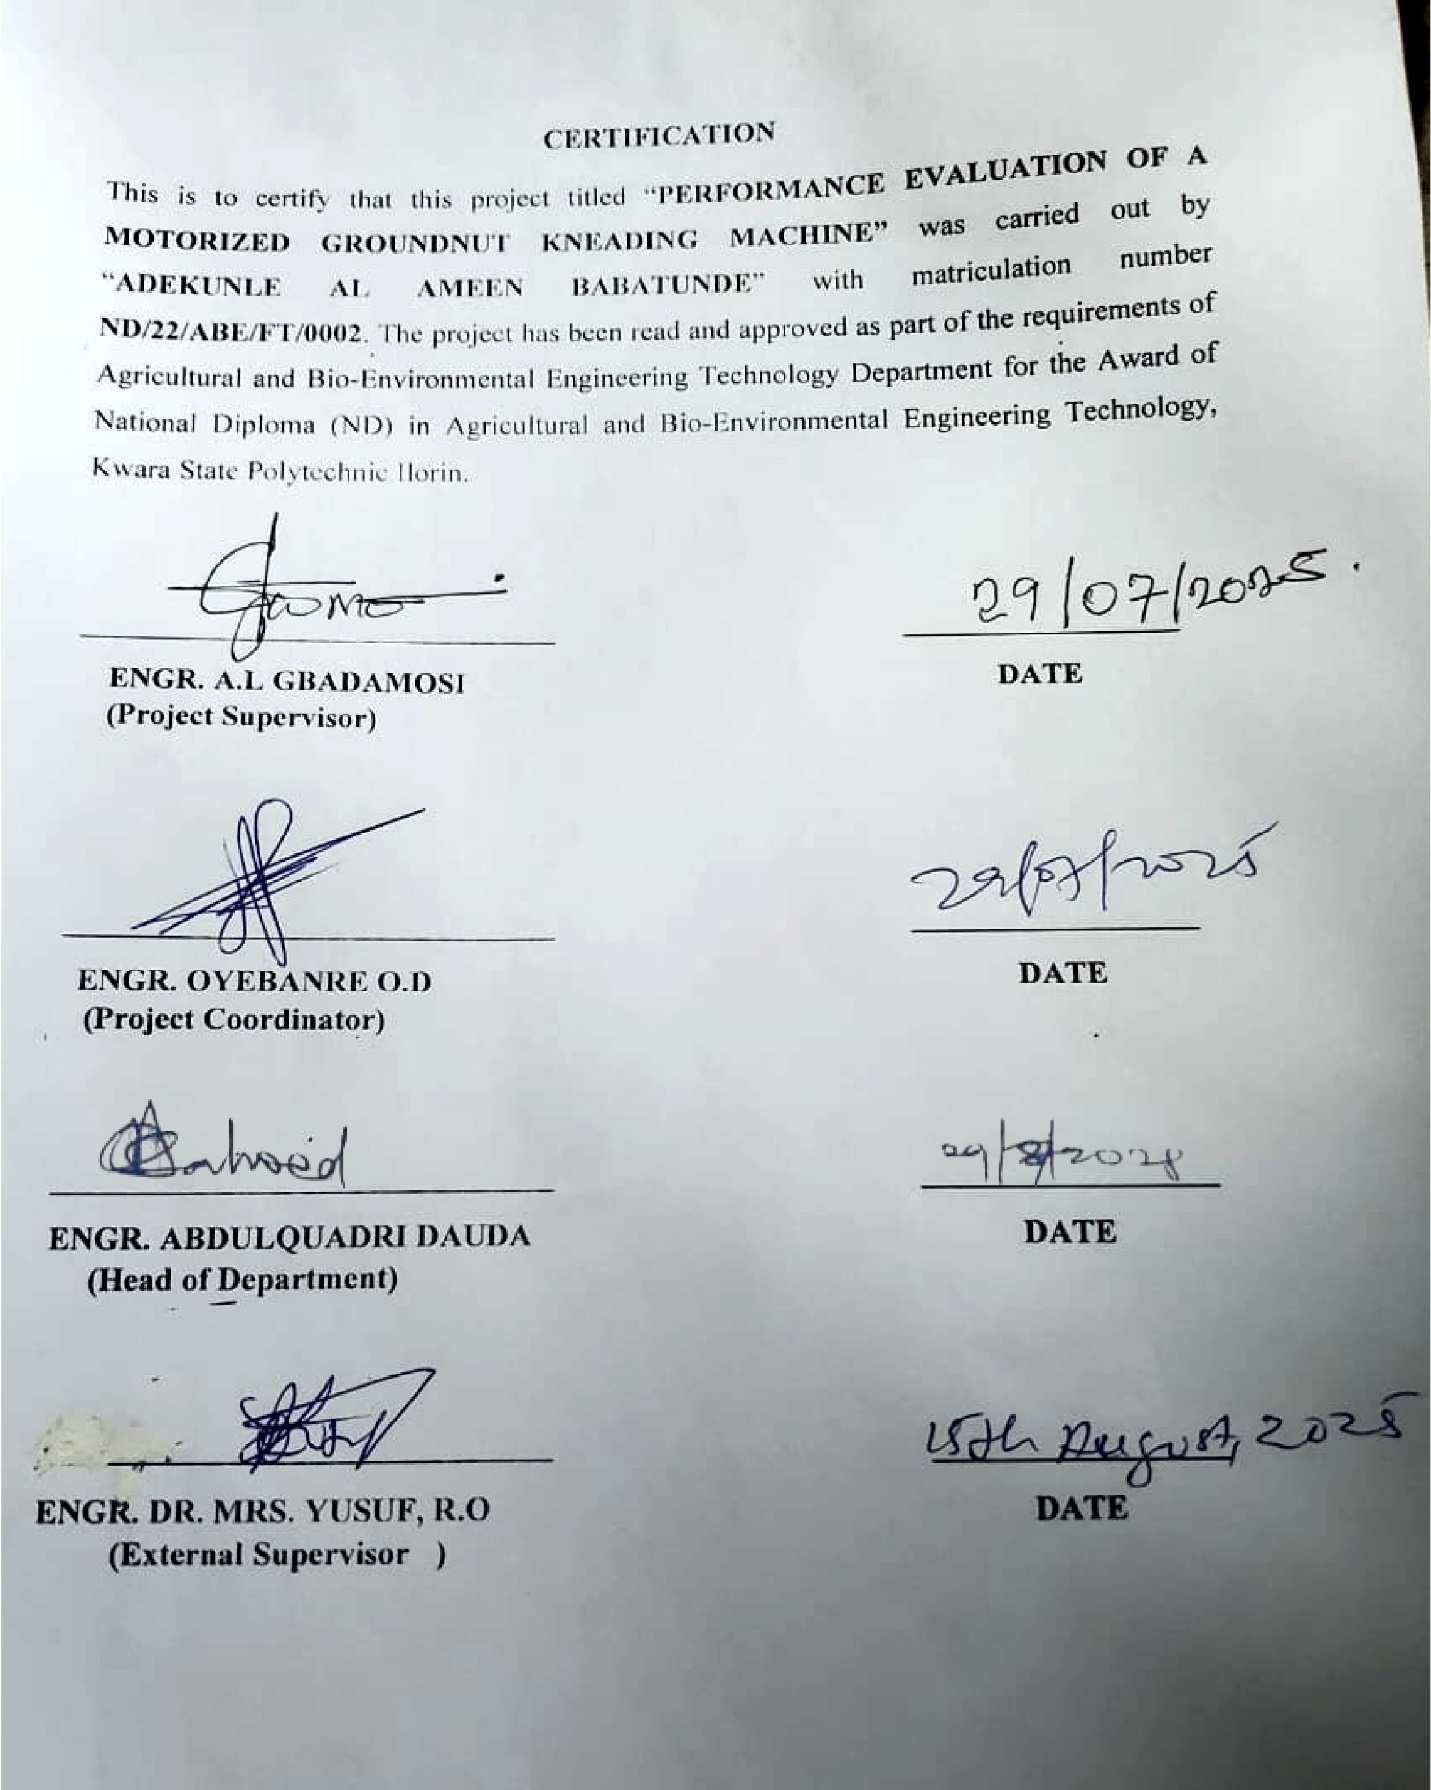 CERTIFICATION
This is to certify that this project titled “PERFORMANCE EVALUATION OF A
MOTORIZED GROUNDNUT KNEADING MACHINE” was carried out by
“ADEKUNLE AL AMEEN BABATUNDE” with matriculation number
ND/22/ABE/FT/0002. The project has been read and approved as part of the requirements of
Agricultural and Bio-Environmental Engineering Technology Department for the Award of
National Diploma (ND) in Agricultural and Bio-Environmental Engineering Technology,
Kwara State Polytechnic Ilorin.
29/07/2025.
ENGR. A.L GBADAMOSI
DATE
(Project Supervisor)
29/07/2025
ENGR. OYEBANRE O.D
DATE
(Project Coordinator)
ENGR. ABDULQUADRI DAUDA
DATE
(Head of Department)
15th August, 2025
ENGR. DR. MRS. YUSUF, R.O
DATE
(External Supervisor )